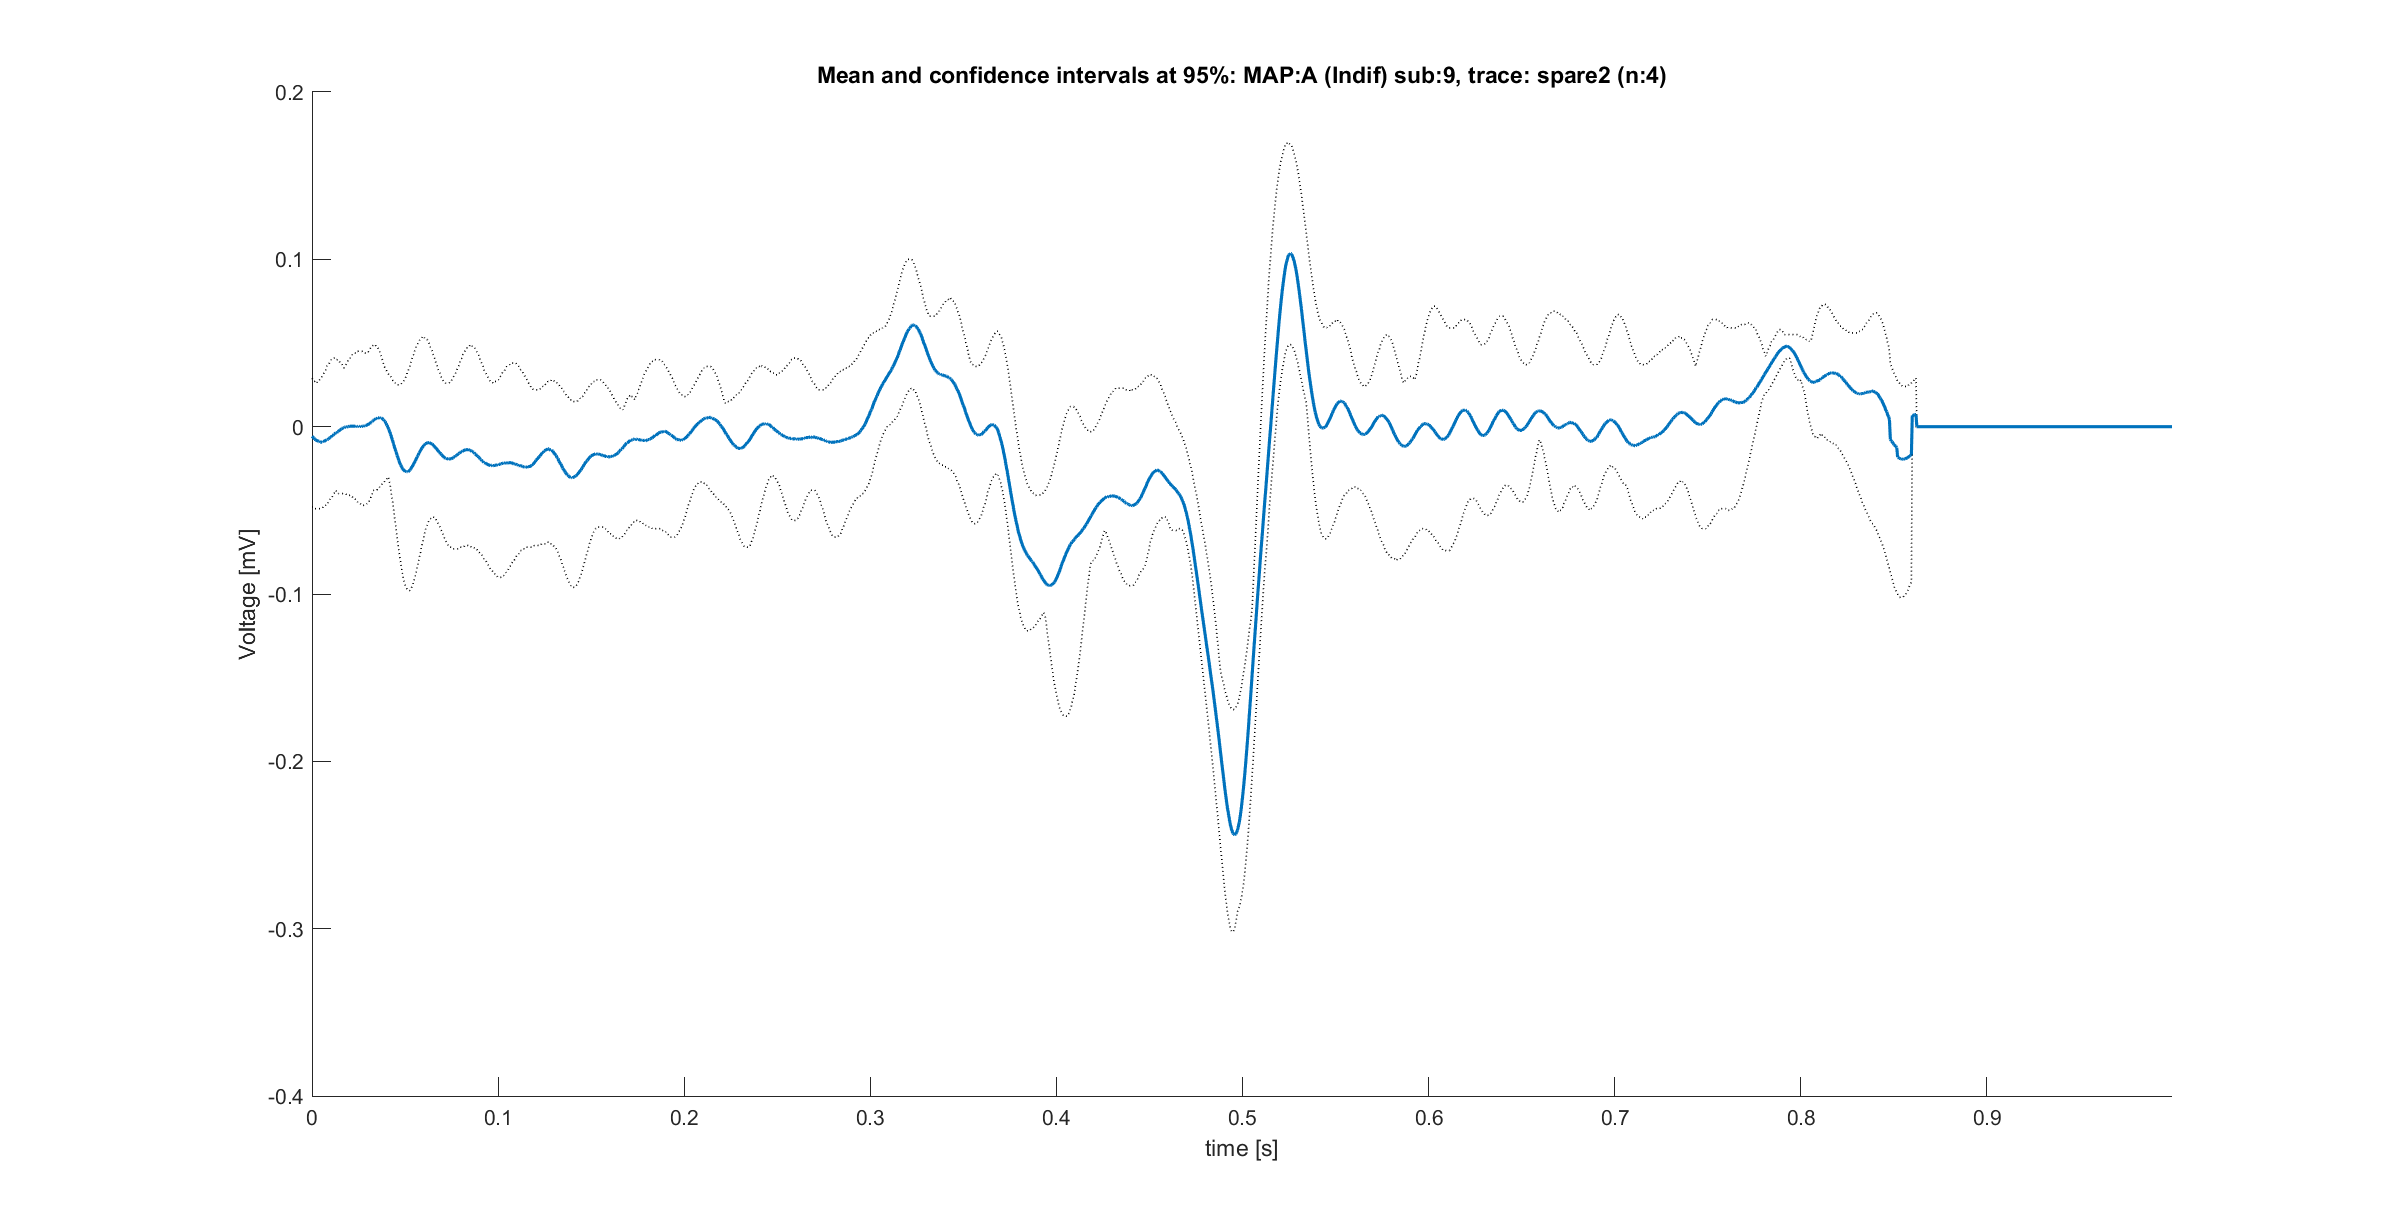 Mean and confidence intervals at 95%: MAP:A (Indif) sub:9, trace: spare2 (n:4)
0.2
0.1
0
-0.1
-0.2
-0.3
-0.4
Voltage [mV]
0 0.1 0.2 0.3 0.4 0.5 0.6 0.7 0.8 0.9
time [s]